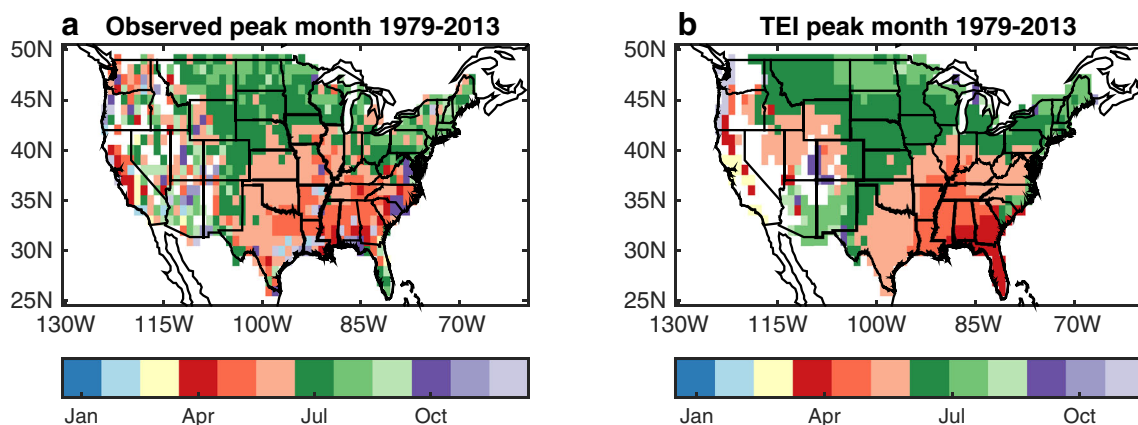 a Observed peak month 1979-2013
50N
45N
40N
35N
30N
25N
130W 115W 100W 85W 70W
Jan Apr Jul Oct
b TEI peak month 1979-2013
50N
45N
40N
35N
30N
25N
130W 115W 100W 85W 70W
Jan Apr Jul Oct